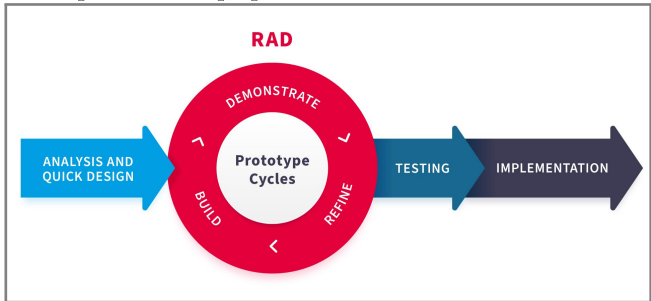 RAD
ANALYSIS AND
QUICK DESIGN
DEMONSTRATE
Prototype
Cycles
BUILD
REFINE
TESTING
IMPLEMENTATION